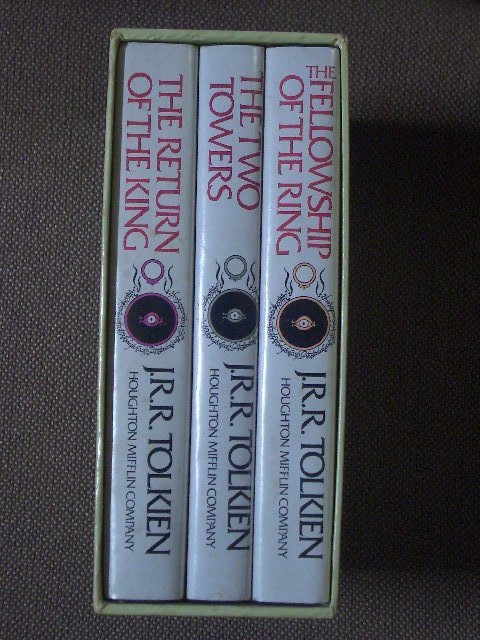 THE RETURN
OF THE KING
J.R.R. TOLKIEN
HOUGHTON MIFFLIN COMPANY
THE TWO
TOWERS
J.R.R. TOLKIEN
HOUGHTON MIFFLIN COMPANY
THE FELLOWSHIP
OF THE RING
J.R.R. TOLKIEN
HOUGHTON MIFFLIN COMPANY